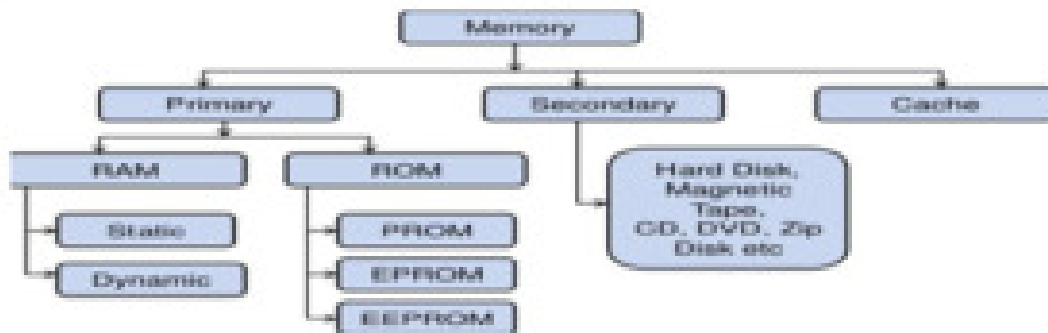 Memory
Primary
Secondary
Cache
RAM
ROM
Hard Disk,
Magnetic
Tape,
CD, DVD, Zip
Disk etc
Static
PROM
Dynamic
EPROM
EEPROM